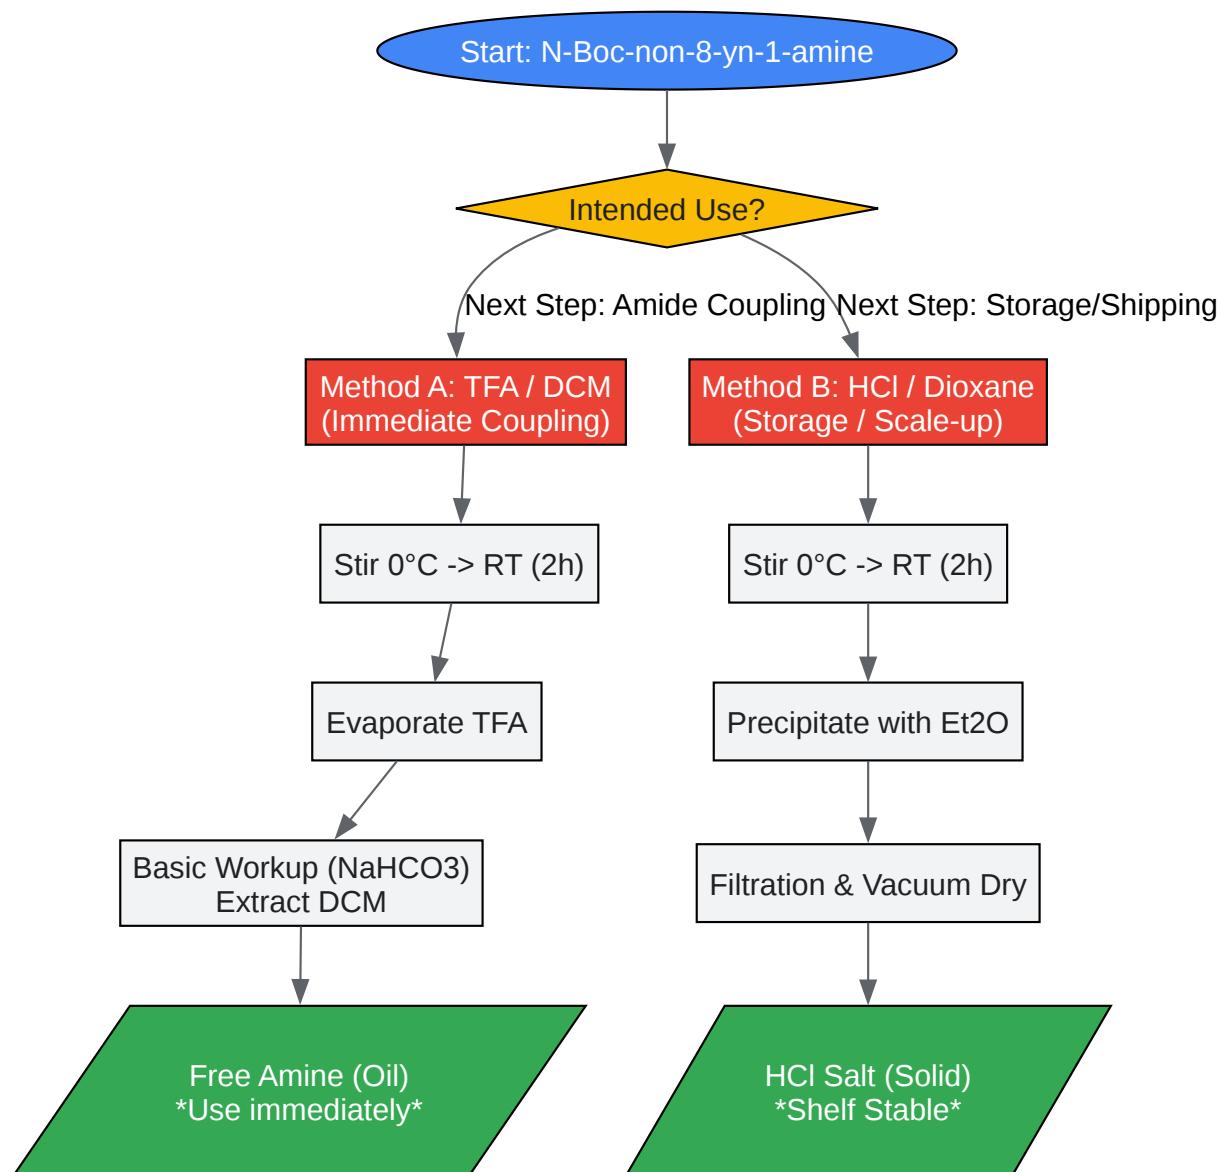 Start: N-Boc-non-8-yn-1-amine
Intended Use?
Next Step: Amide Coupling
Next Step: Storage/Shipping
Method A: TFA / DCM
(Immediate Coupling)
Method B: HCl / Dioxane
(Storage / Scale-up)
Stir 0°C -> RT (2h)
Stir 0°C -> RT (2h)
Evaporate TFA
Precipitate with Et2O
Basic Workup (NaHCO3)
Extract DCM
Filtration & Vacuum Dry
Free Amine (Oil)
*Use immediately*
HCl Salt (Solid)
*Shelf Stable*